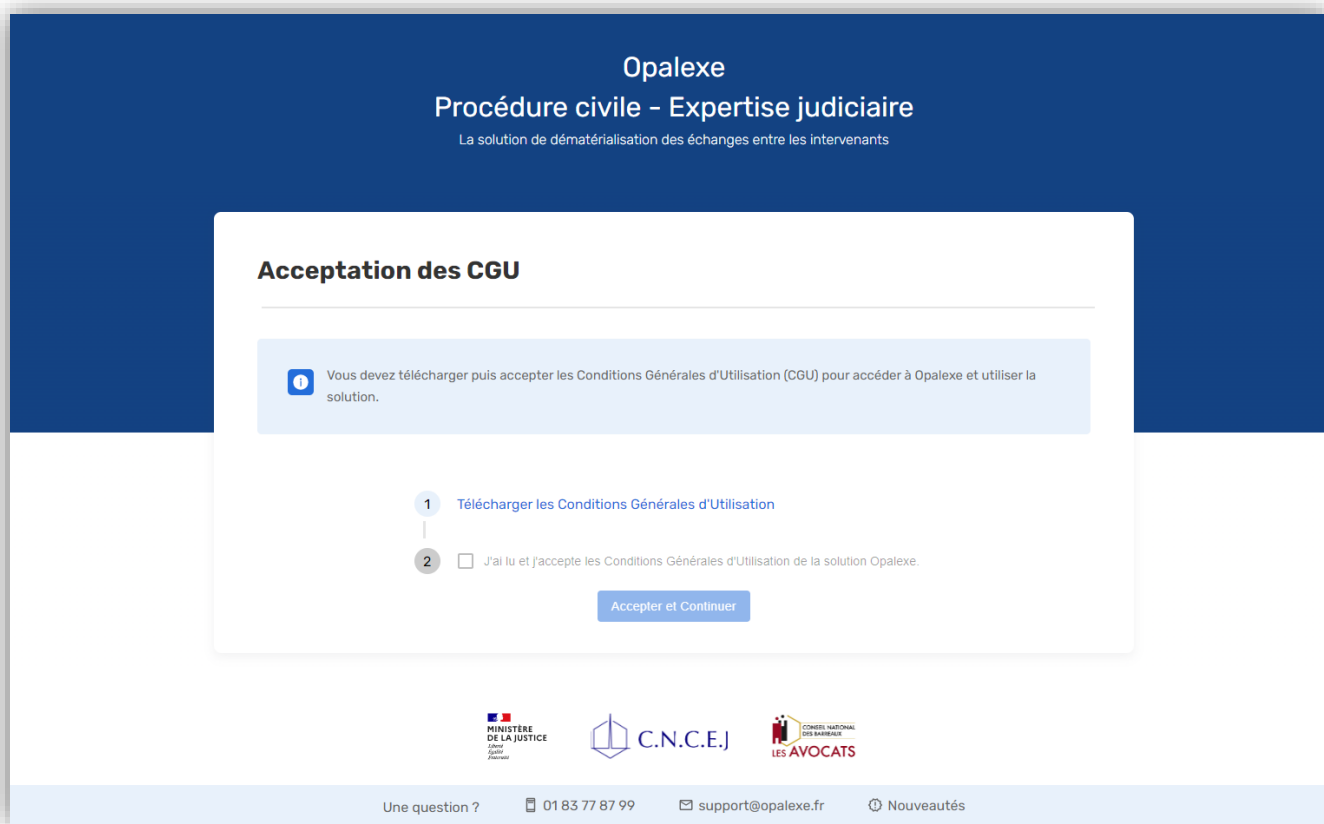 Opalexe
Procédure civile - Expertise judiciaire
La solution de dématérialisation des échanges entre les intervenants
Acceptation des CGU
Vous devez télécharger puis accepter les Conditions Générales d'Utilisation (CGU) pour accéder à Opalexe et utiliser la
solution.
1 Télécharger les Conditions Générales d'Utilisation
2 J'ai lu et j'accepte les Conditions Générales d'Utilisation de la solution Opalexe.
Accepter et Continuer
MINISTÈRE
DE LA JUSTICE
Liberté
Égalité
Fraternité
C.N.C.E.J
CONSEIL NATIONAL
DES BARREAUX
LES AVOCATS
Une question ? 01 83 77 87 99 support@opalexe.fr Nouveautés